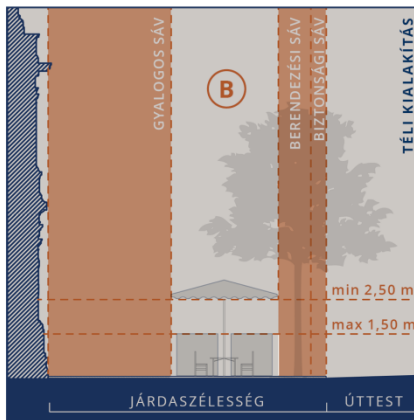 GYALOGOS SÁV
B
BERENDEZÉSI SÁV
BIZTONSÁGI SÁV
TÉLI KIALAKÍTÁS
min 2,50 m
max 1,50 m
JÁRDASZÉLESSÉG
ÚTTEST